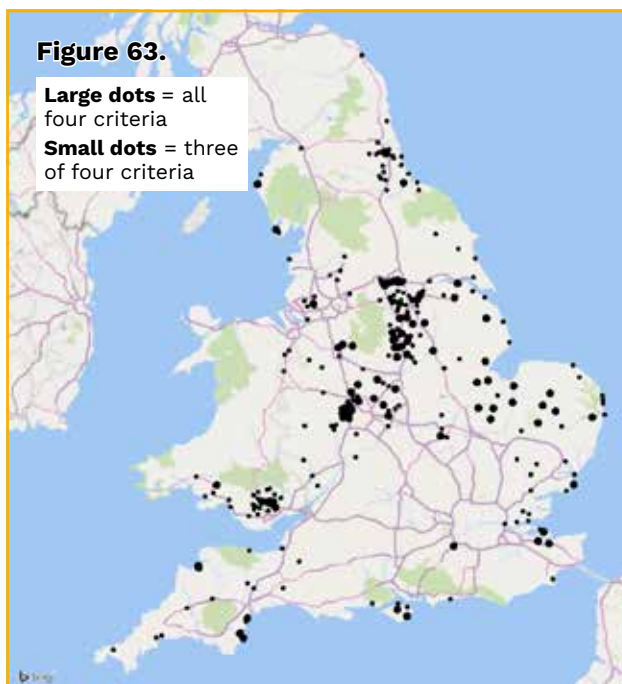 Figure 63.
Large dots = all
four criteria
Small dots = three
of four criteria